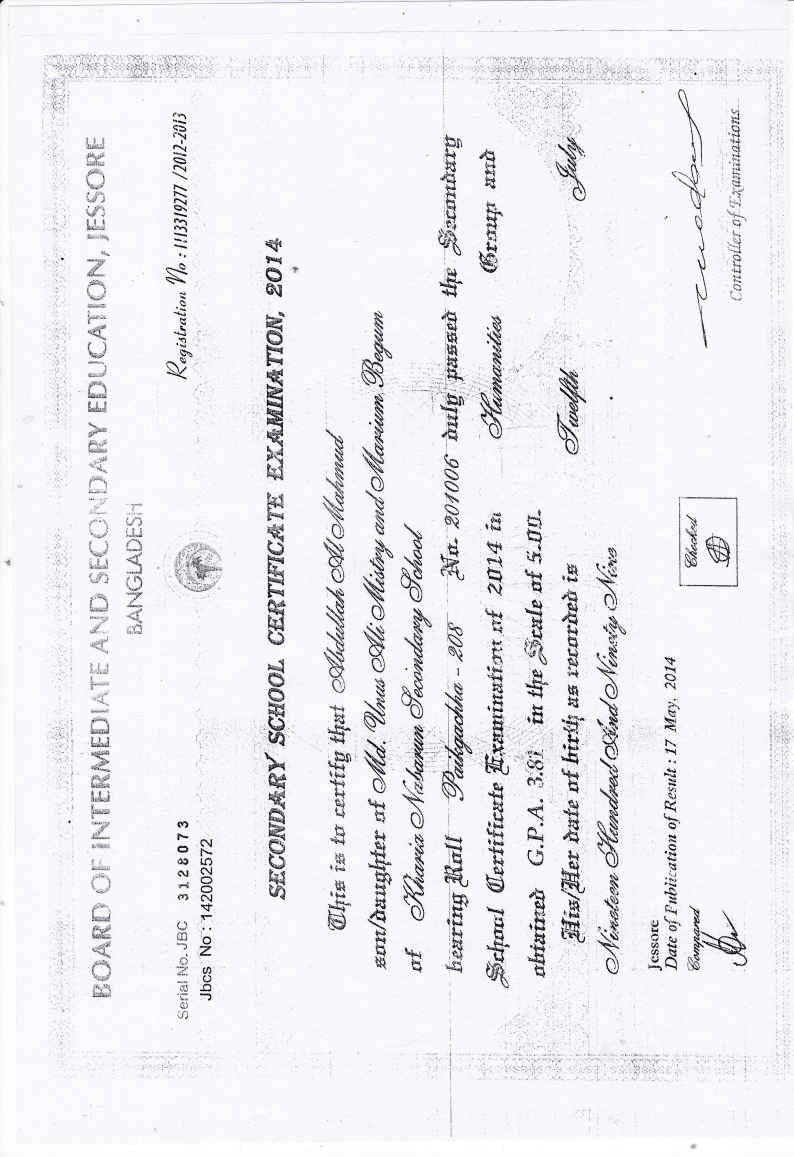 BOARD OF INTERMEDIATE AND SECONDARY EDUCATION, JESSORE
BANGLADESH
Registration No : 1113319277 / 2012-2013
Serial No. JBC 3128073
Jbcs No : 142002572
SECONDARY SCHOOL CERTIFICATE EXAMINATION, 2014
This is to certify that Abdullah Al Mahmud
son/daughter of Md. Unus Ali Mistry and Marium Begum
of Kharia Nabarun Secondary School
bearing Roll Paikgachha - 208 No. 201006 duly passed the Secondary
School Certificate Examination of 2014 in Humanities Group and
obtained G.P.A. 3.81 in the Scale of 5.00.
His/Her date of birth as recorded is Twelfth July
Nineteen Hundred And Ninety Nine
Jessore
Date of Publication of Result : 17 May, 2014
Compared
Checked
Controller of Examinations